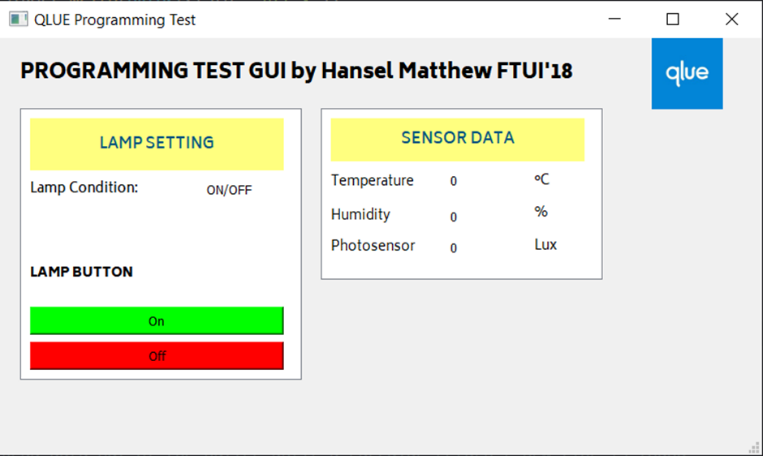 QLUE Programming Test
PROGRAMMING TEST GUI by Hansel Matthew FTUI'18
qlue
LAMP SETTING
Lamp Condition: ON/OFF
LAMP BUTTON
On
Off
SENSOR DATA
Temperature 0 ºC
Humidity 0 %
Photosensor 0 Lux